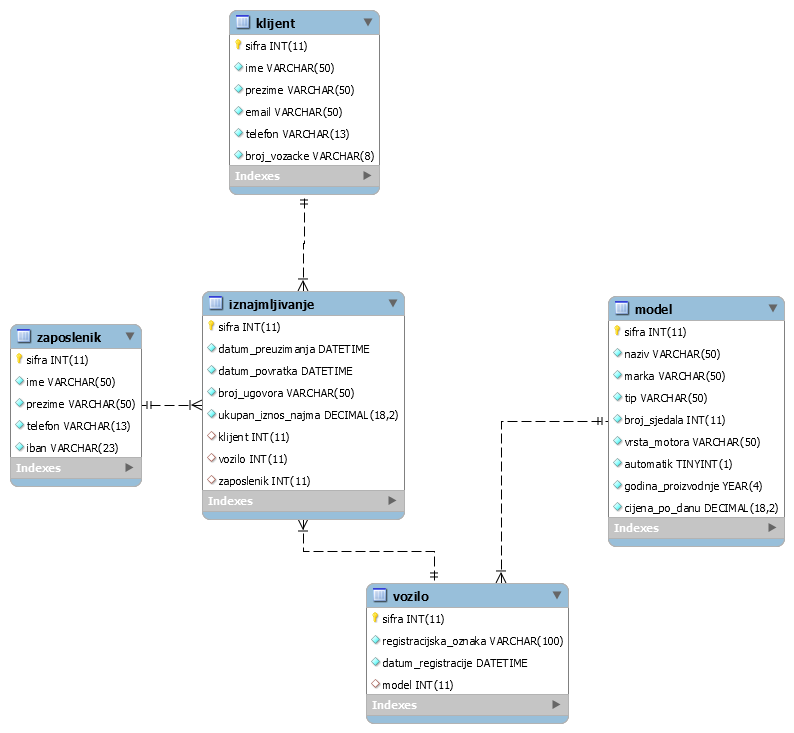 klijent
sifra INT(11)
ime VARCHAR(50)
prezime VARCHAR(50)
email VARCHAR(50)
telefon VARCHAR(13)
broj_vozacke VARCHAR(8)
Indexes
iznajmljivanje
sifra INT(11)
datum_preuzimanja DATETIME
datum_povratka DATETIME
broj_ugovora VARCHAR(50)
ukupan_iznos_najma DECIMAL(18,2)
klijent INT(11)
vozilo INT(11)
zaposlenik INT(11)
Indexes
zaposlenik
sifra INT(11)
ime VARCHAR(50)
prezime VARCHAR(50)
telefon VARCHAR(13)
iban VARCHAR(23)
Indexes
model
sifra INT(11)
naziv VARCHAR(50)
marka VARCHAR(50)
tip VARCHAR(50)
broj_sjedala INT(11)
vrsta_motora VARCHAR(50)
automatik TINYINT(1)
godina_proizvodnje YEAR(4)
cijena_po_danu DECIMAL(18,2)
Indexes
vozilo
sifra INT(11)
registracijska_oznaka VARCHAR(100)
datum_registracije DATETIME
model INT(11)
Indexes